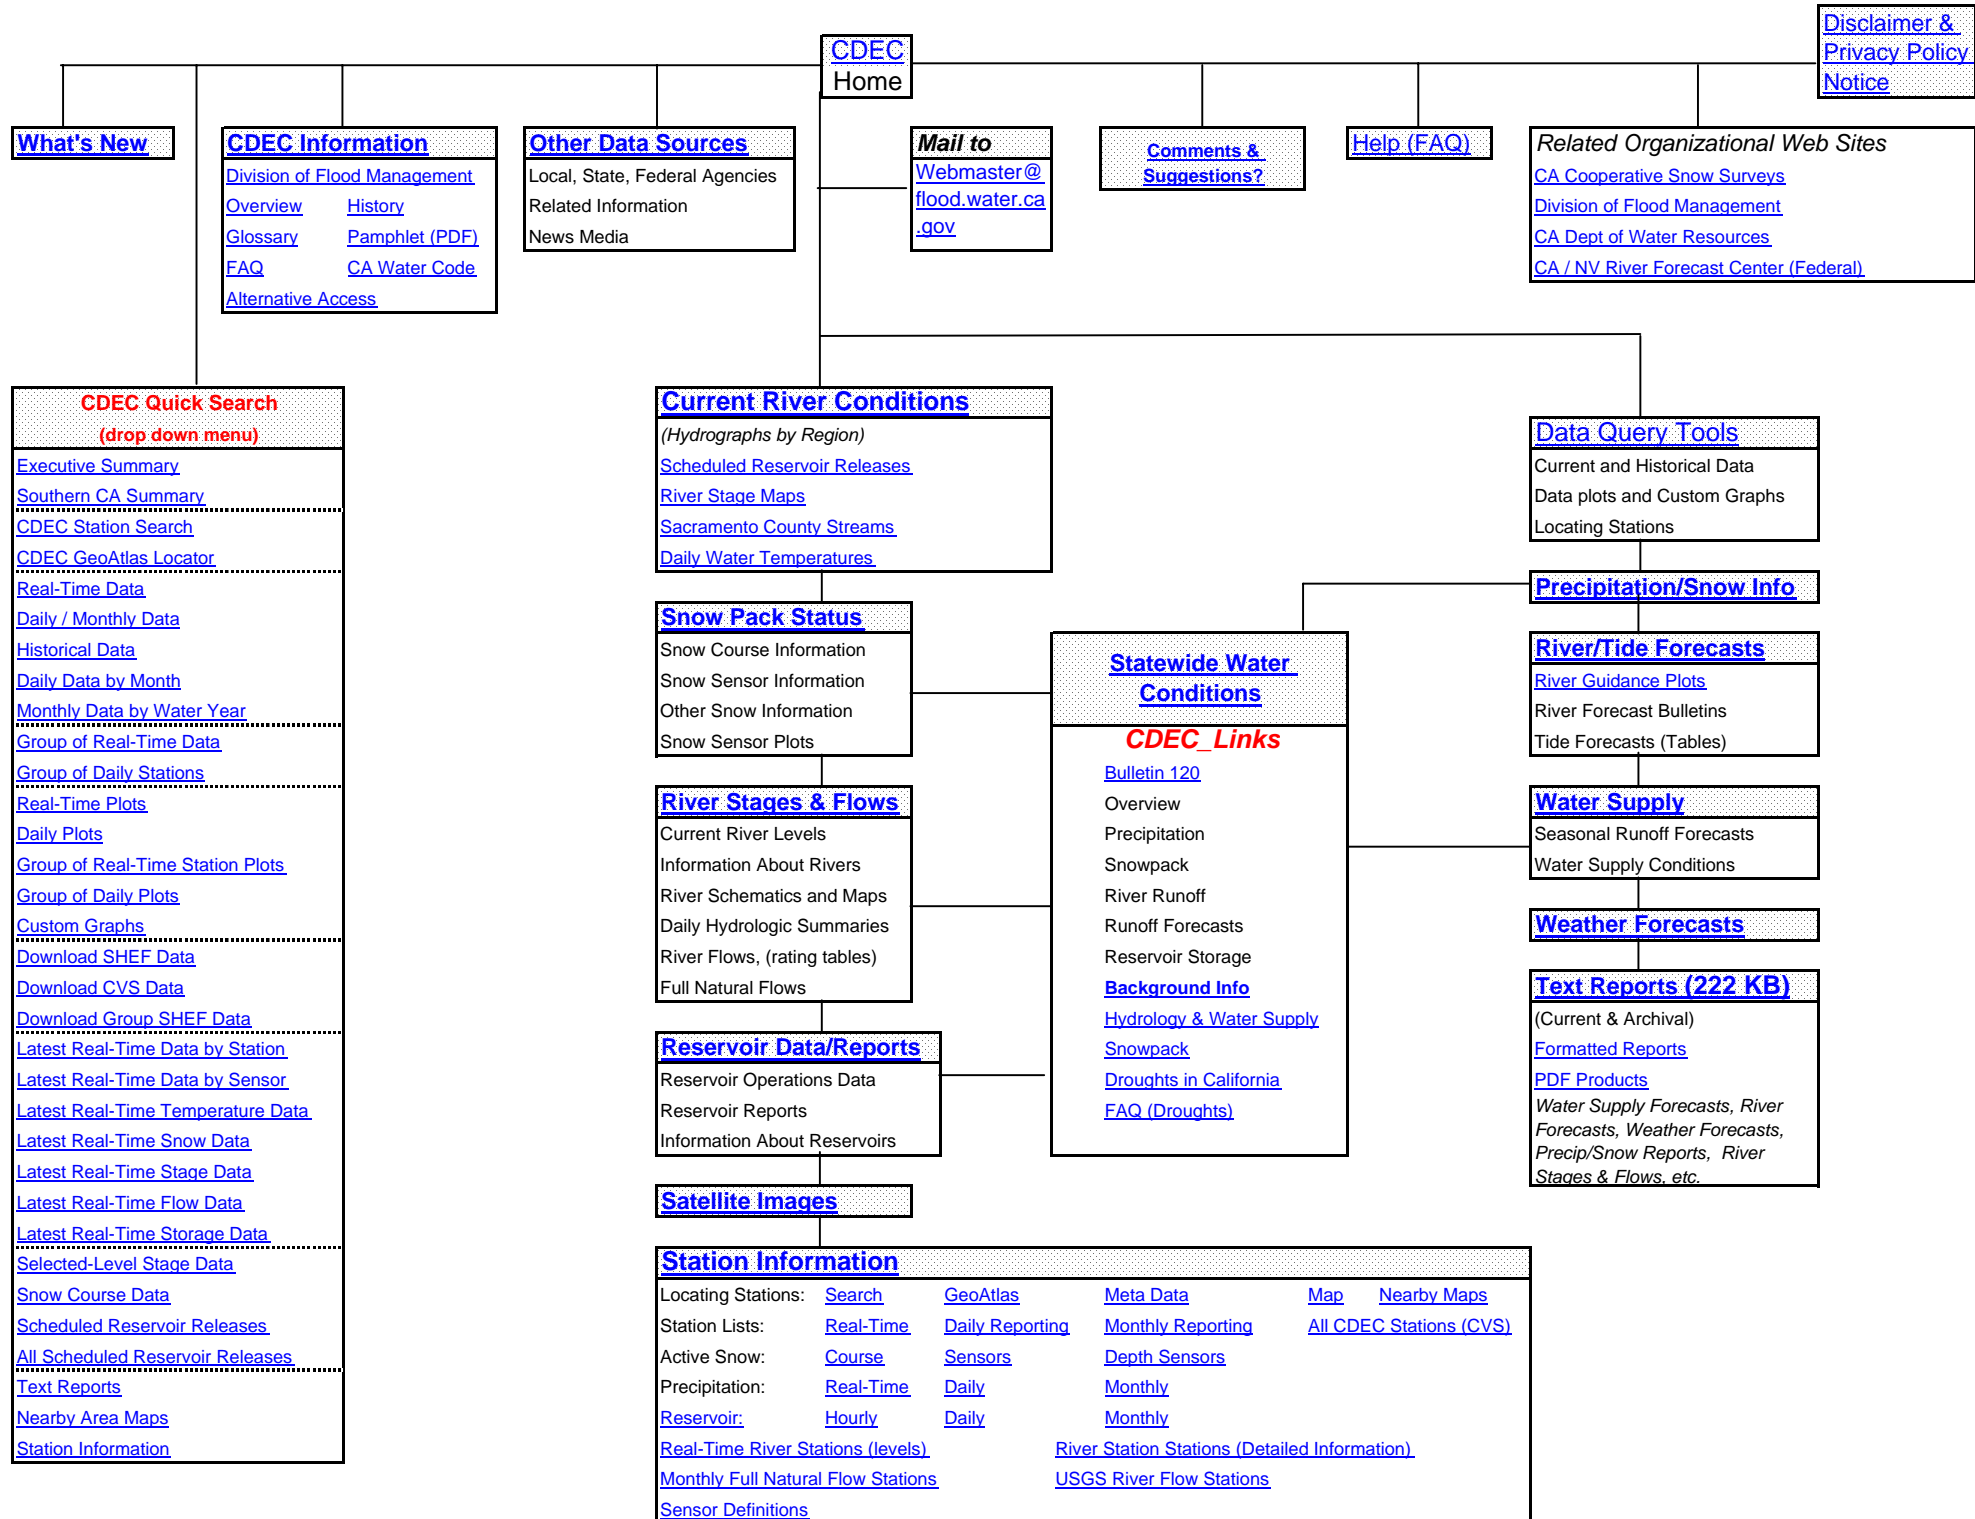 Disclaimer &
Privacy Policy
Notice
CDEC
Home
What's New
CDEC Information
Division of Flood Management
Overview History
Glossary Pamphlet (PDF)
FAQ CA Water Code
Alternative Access
Other Data Sources
Local, State, Federal Agencies
Related Information
News Media
Mail to
Webmaster@
flood.water.ca
.gov
Comments &
Suggestions?
Help (FAQ)
Related Organizational Web Sites
CA Cooperative Snow Surveys
Division of Flood Management
CA Dept of Water Resources
CA / NV River Forecast Center (Federal)
CDEC Quick Search
(drop down menu)
Executive Summary
Southern CA Summary
CDEC Station Search
CDEC GeoAtlas Locator
Real-Time Data
Daily / Monthly Data
Historical Data
Daily Data by Month
Monthly Data by Water Year
Group of Real-Time Data
Group of Daily Stations
Real-Time Plots
Daily Plots
Group of Real-Time Station Plots
Group of Daily Plots
Custom Graphs
Download SHEF Data
Download CVS Data
Download Group SHEF Data
Latest Real-Time Data by Station
Latest Real-Time Data by Sensor
Latest Real-Time Temperature Data
Latest Real-Time Snow Data
Latest Real-Time Stage Data
Latest Real-Time Flow Data
Latest Real-Time Storage Data
Selected-Level Stage Data
Snow Course Data
Scheduled Reservoir Releases
All Scheduled Reservoir Releases
Text Reports
Nearby Area Maps
Station Information
Current River Conditions
(Hydrographs by Region)
Scheduled Reservoir Releases
River Stage Maps
Sacramento County Streams
Daily Water Temperatures
Snow Pack Status
Snow Course Information
Snow Sensor Information
Other Snow Information
Snow Sensor Plots
River Stages & Flows
Current River Levels
Information About Rivers
River Schematics and Maps
Daily Hydrologic Summaries
River Flows, (rating tables)
Full Natural Flows
Reservoir Data/Reports
Reservoir Operations Data
Reservoir Reports
Information About Reservoirs
Satellite Images
Statewide Water
Conditions
CDEC_Links
Bulletin 120
Overview
Precipitation
Snowpack
River Runoff
Runoff Forecasts
Reservoir Storage
Background Info
Hydrology & Water Supply
Snowpack
Droughts in California
FAQ (Droughts)
Data Query Tools
Current and Historical Data
Data plots and Custom Graphs
Locating Stations
Precipitation/Snow Info
River/Tide Forecasts
River Guidance Plots
River Forecast Bulletins
Tide Forecasts (Tables)
Water Supply
Seasonal Runoff Forecasts
Water Supply Conditions
Weather Forecasts
Text Reports (222 KB)
(Current & Archival)
Formatted Reports
PDF Products
Water Supply Forecasts, River
Forecasts, Weather Forecasts,
Precip/Snow Reports, River
Stages & Flows, etc.
Station Information
Locating Stations: Search GeoAtlas Meta Data Map Nearby Maps
Station Lists: Real-Time Daily Reporting Monthly Reporting All CDEC Stations (CVS)
Active Snow: Course Sensors Depth Sensors
Precipitation: Real-Time Daily Monthly
Reservoir: Hourly Daily Monthly
Real-Time River Stations (levels) River Station Stations (Detailed Information)
Monthly Full Natural Flow Stations USGS River Flow Stations
Sensor Definitions